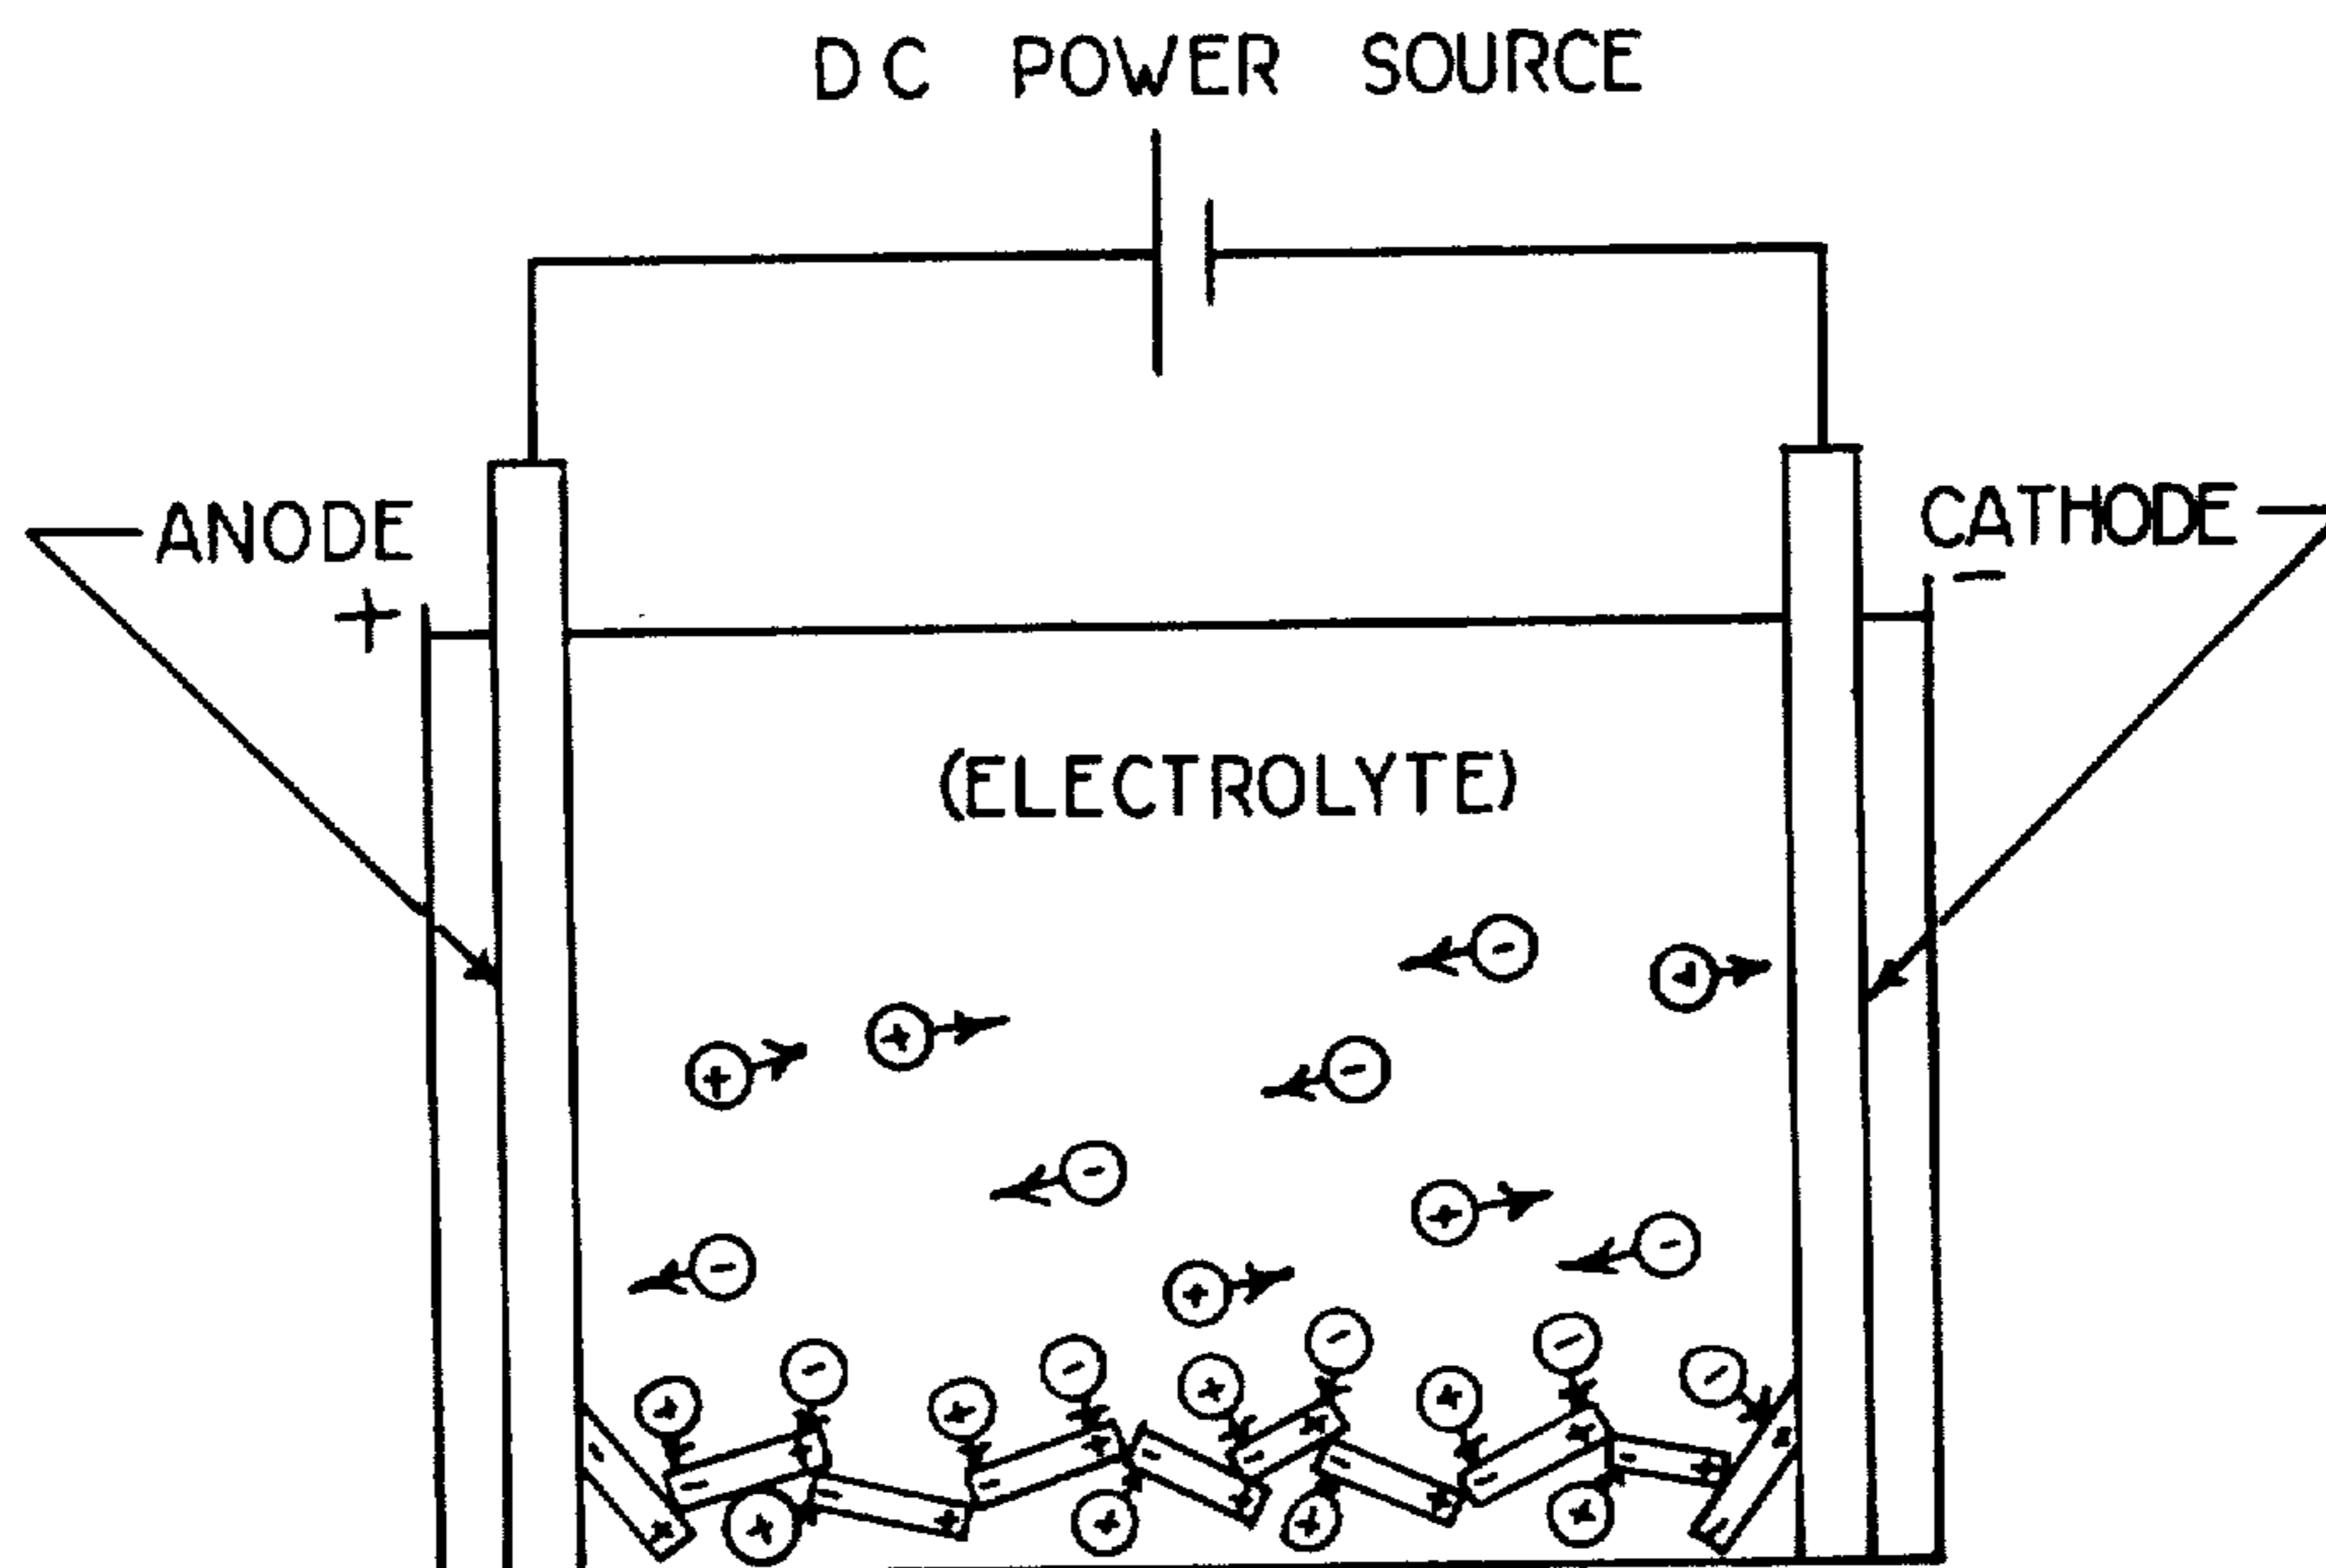 DC POWER SOURCE
ANODE
+
CATHODE
−
(ELECTROLYTE)